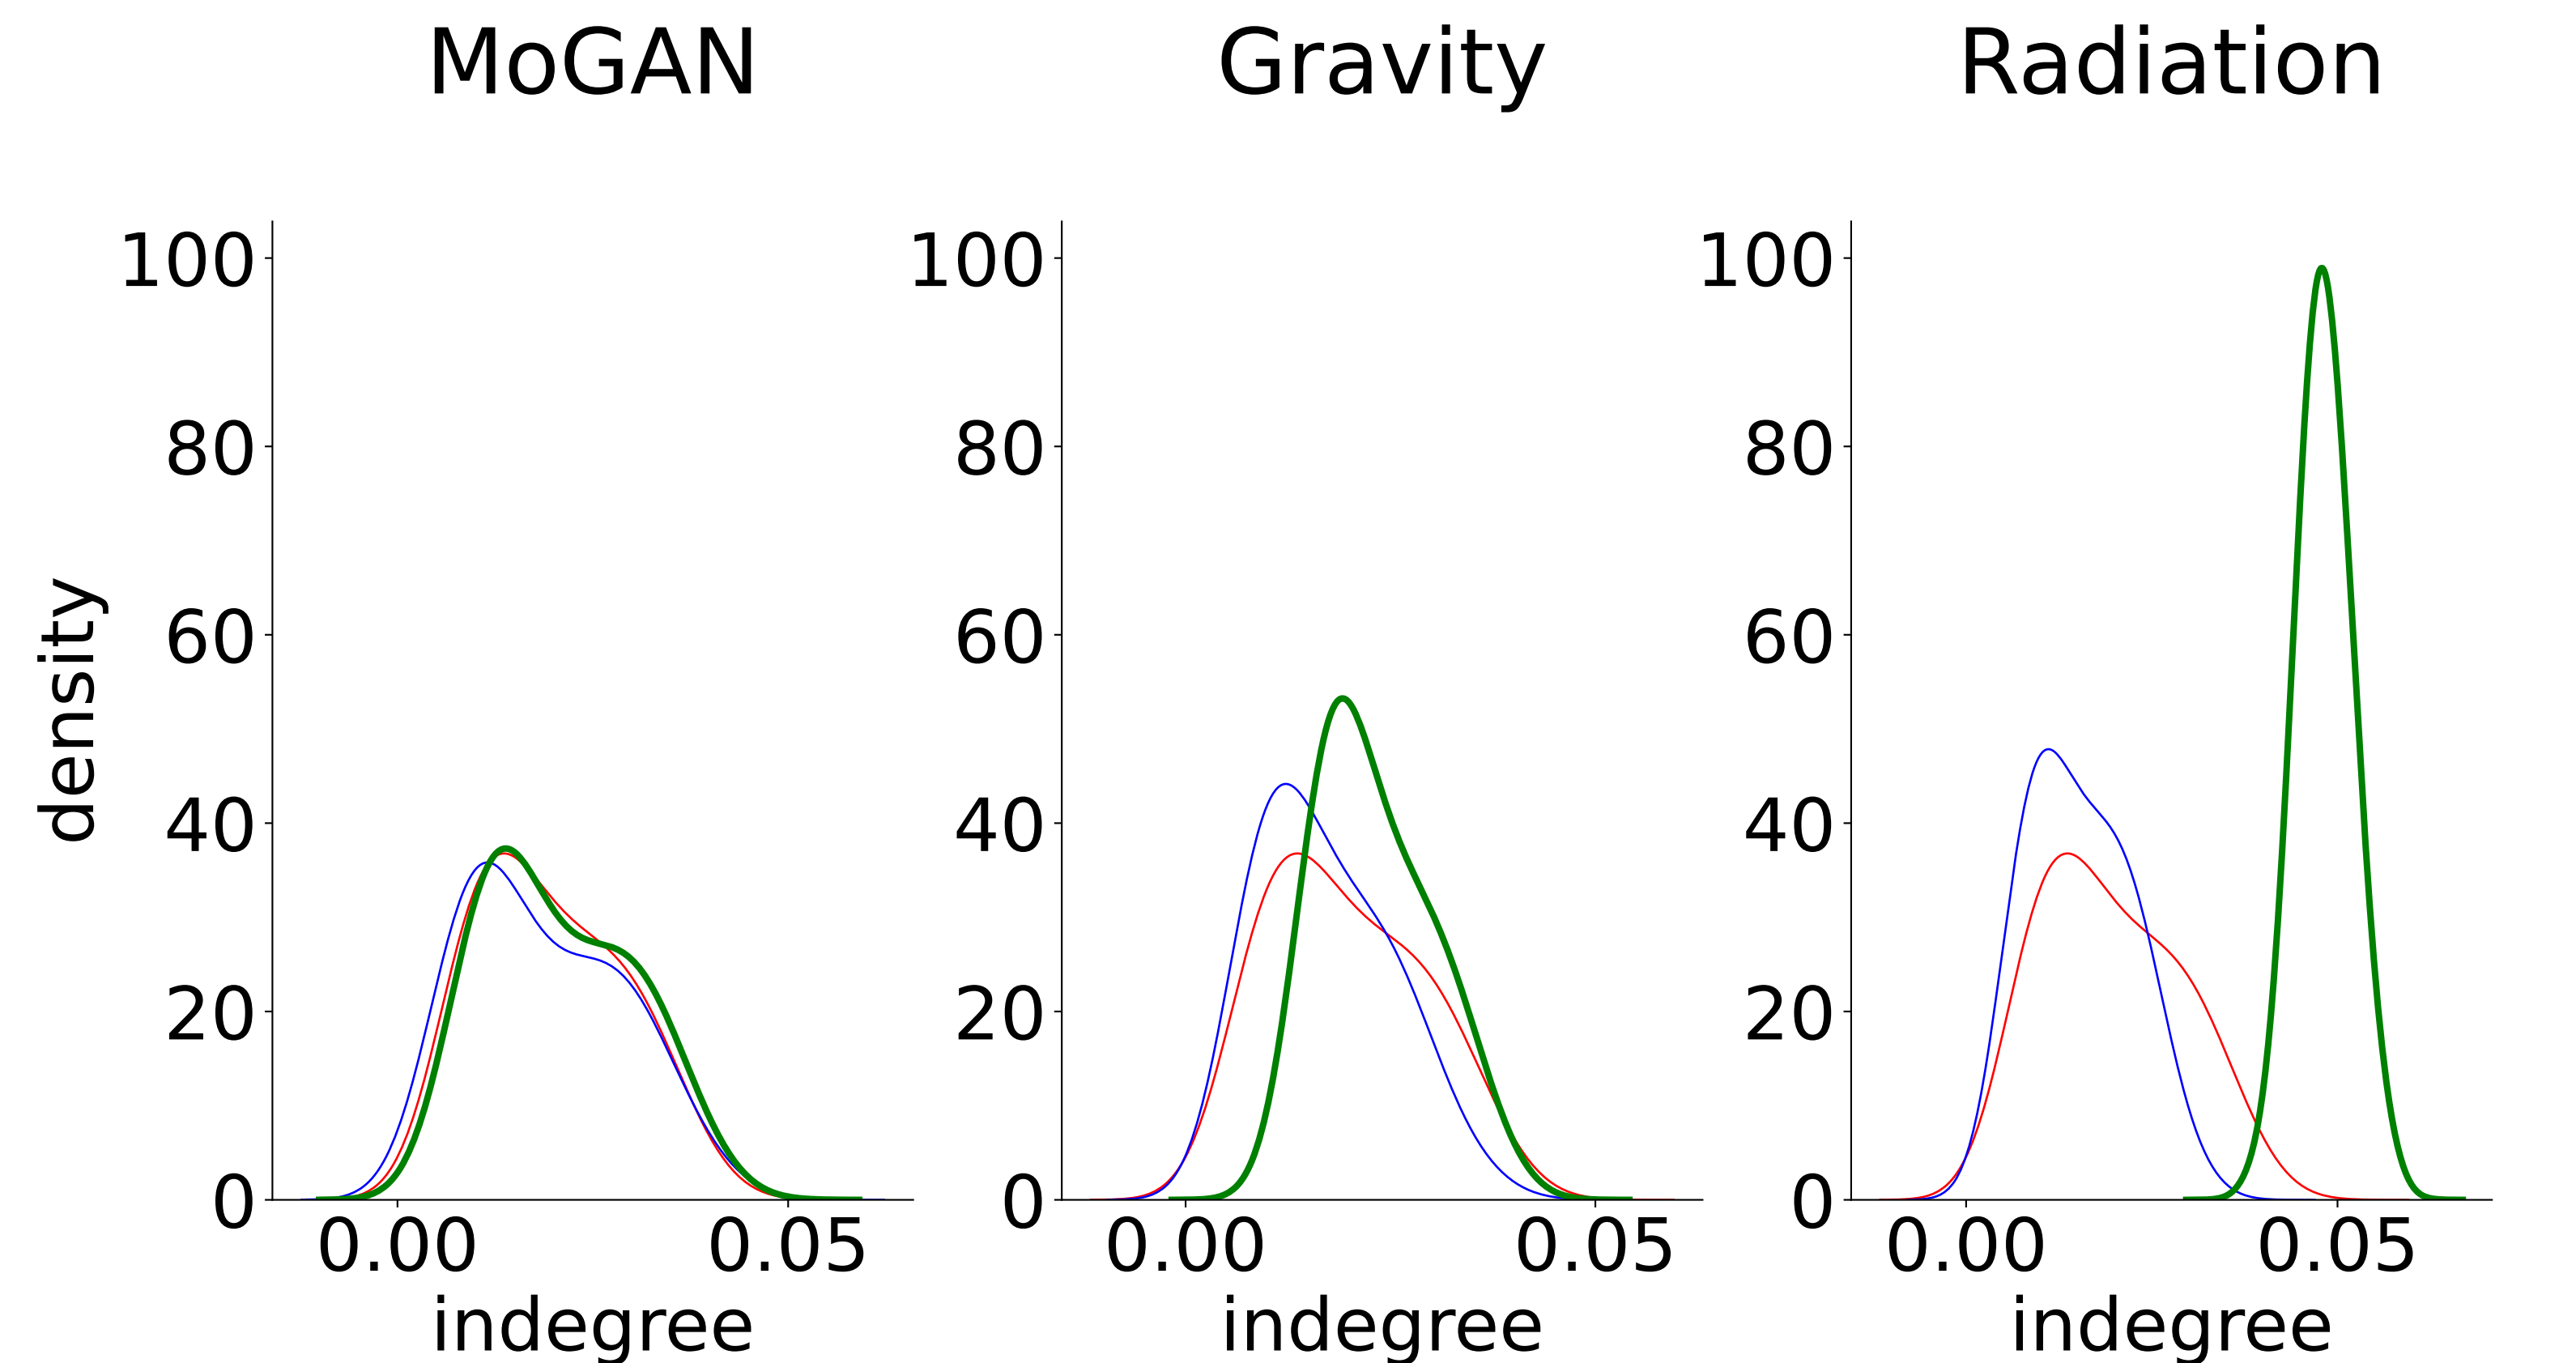 MoGAN Gravity Radiation
density
100 100 100
80 80 80
60 60 60
40 40 40
20 20 20
0 0 0
0.00 0.05 0.00 0.05 0.00 0.05
indegree indegree indegree